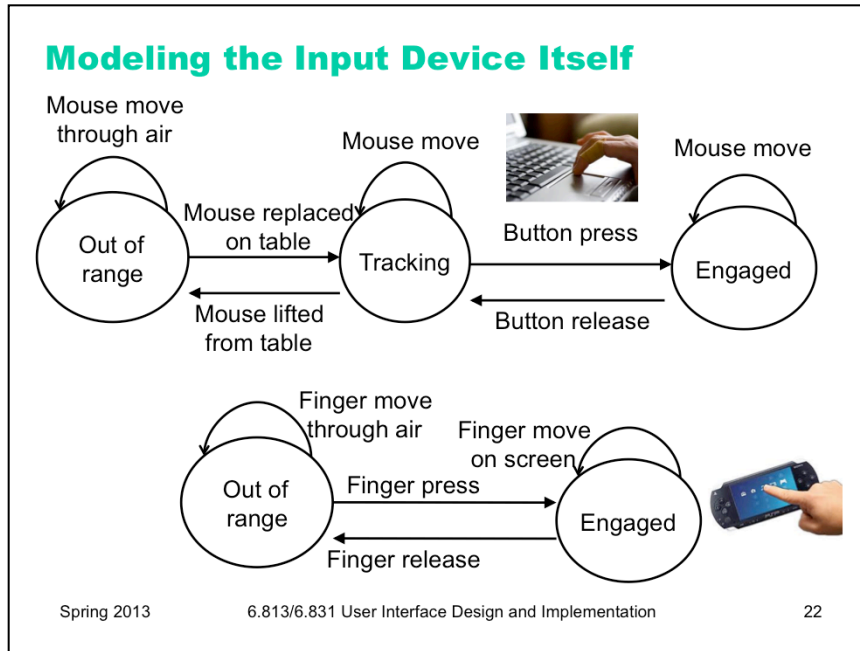 Modeling the Input Device Itself
Mouse move
through air
Mouse move
Mouse move
Out of
range
Mouse replaced
on table
Tracking
Button press
Engaged
Mouse lifted
from table
Button release
Finger move
through air
Finger move
on screen
Out of
range
Finger press
Engaged
Finger release
Spring 2013
6.813/6.831 User Interface Design and Implementation
22